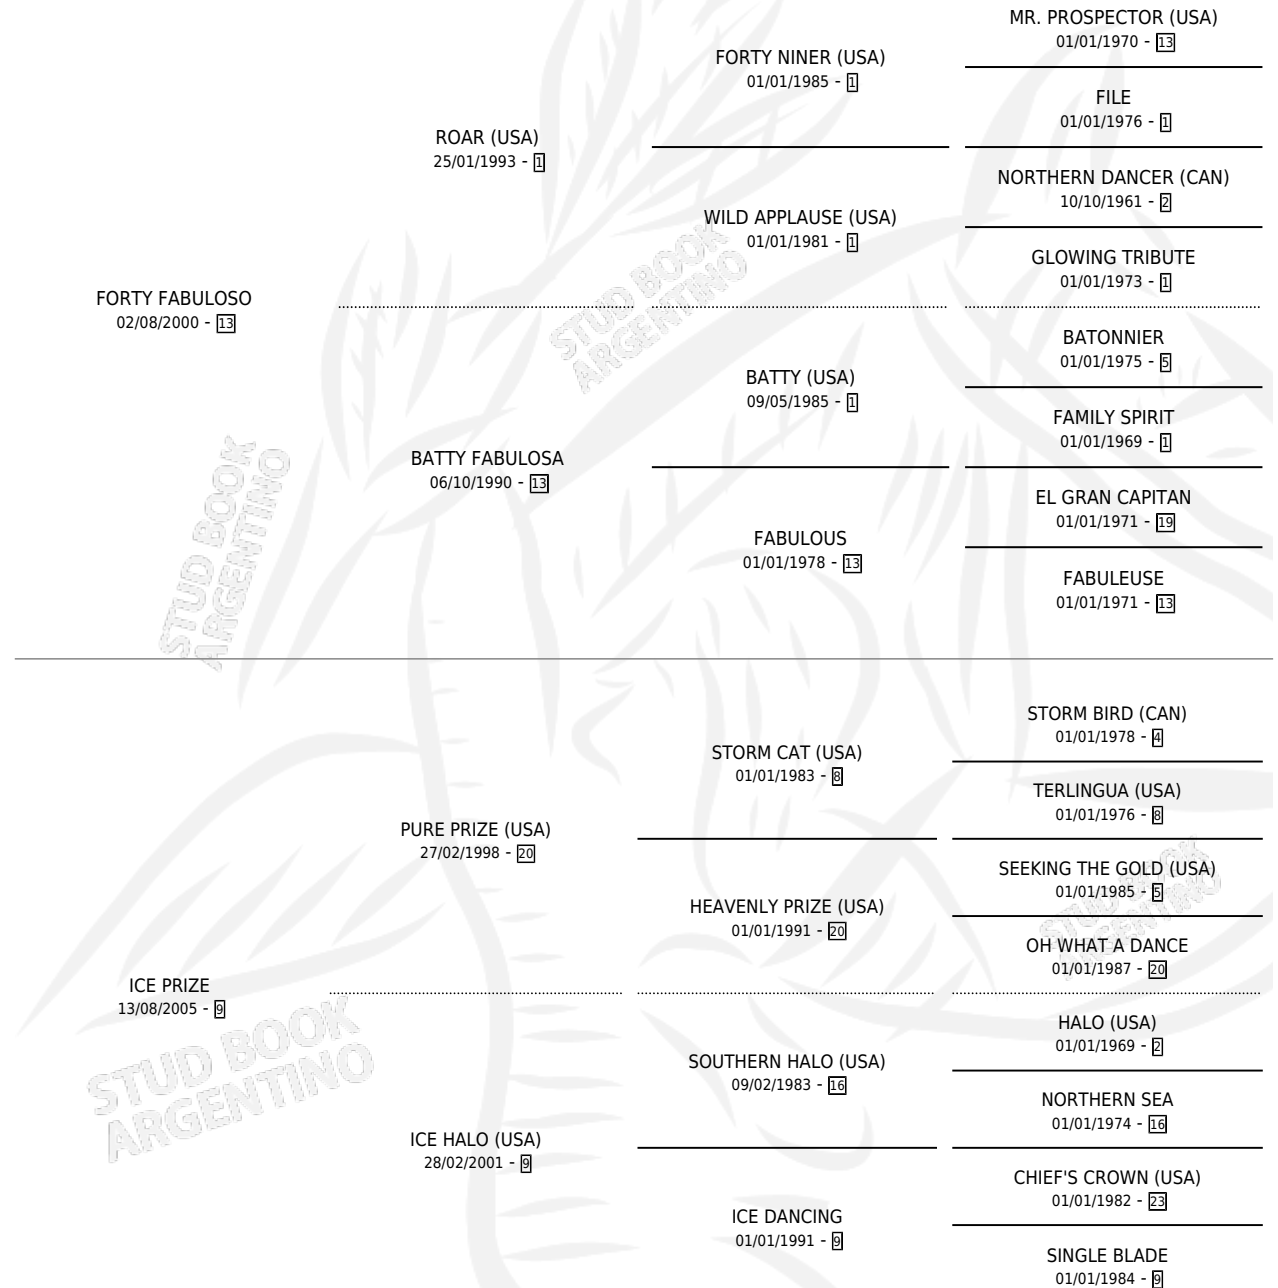 MR. PROSPECTOR (USA)
01/01/1970 - 13
FORTY NINER (USA)
01/01/1985 - 1
FILE
01/01/1976 - 1
ROAR (USA)
25/01/1993 - 1
NORTHERN DANCER (CAN)
10/10/1961 - 2
WILD APPLAUSE (USA)
01/01/1981 - 1
GLOWING TRIBUTE
01/01/1973 - 1
FORTY FABULOSO
02/08/2000 - 13
BATONNIER
01/01/1975 - 5
BATTY (USA)
09/05/1985 - 1
FAMILY SPIRIT
01/01/1969 - 1
BATTY FABULOSA
06/10/1990 - 13
EL GRAN CAPITAN
01/01/1971 - 19
FABULOUS
01/01/1978 - 13
FABULEUSE
01/01/1971 - 13
STUD BOOK
ARGENTINO
STUD BOOK
ARGENTINO
STORM BIRD (CAN)
01/01/1978 - 4
STORM CAT (USA)
01/01/1983 - 8
TERLINGUA (USA)
01/01/1976 - 8
PURE PRIZE (USA)
27/02/1998 - 20
SEEKING THE GOLD (USA)
01/01/1985 - 5
HEAVENLY PRIZE (USA)
01/01/1991 - 20
OH WHAT A DANCE
01/01/1987 - 20
STUD BOOK
ARGENTINO
ICE PRIZE
13/08/2005 - 9
HALO (USA)
01/01/1969 - 2
SOUTHERN HALO (USA)
09/02/1983 - 16
NORTHERN SEA
01/01/1974 - 16
STUD BOOK
ARGENTINO
ICE HALO (USA)
28/02/2001 - 9
CHIEF'S CROWN (USA)
01/01/1982 - 23
ICE DANCING
01/01/1991 - 9
SINGLE BLADE
01/01/1984 - 9